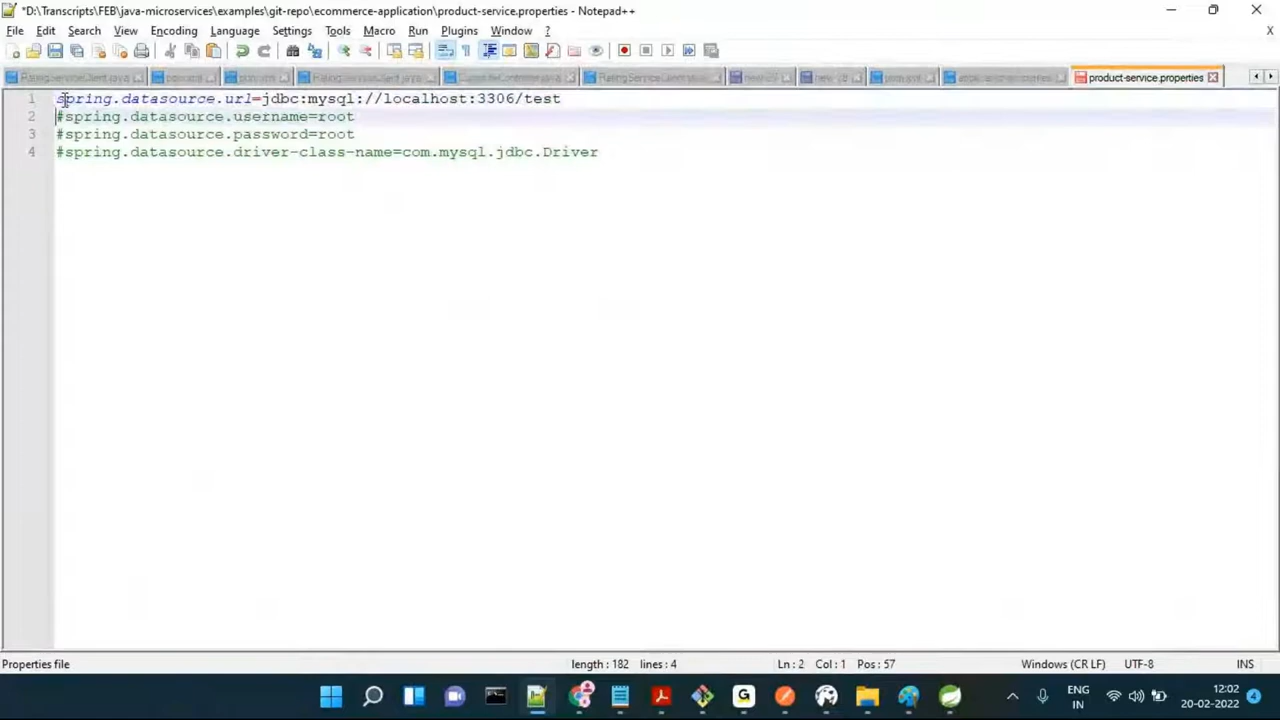 *D:\Transcripts\FEB\java-microservices\examples\git-repo\ecommerce-application\product-service.properties - Notepad++
File Edit Search View Encoding Language Settings Tools Macro Run Plugins Window ? X
product-service.properties
1 spring.datasource.url=jdbc:mysql://localhost:3306/test
2 #spring.datasource.username=root
3 #spring.datasource.password=root
4 #spring.datasource.driver-class-name=com.mysql.jdbc.Driver
Properties file length : 182 lines : 4 Ln : 2 Col : 1 Pos : 57 Windows (CR LF) UTF-8 INS
ENG 12:02
IN 20-02-2022